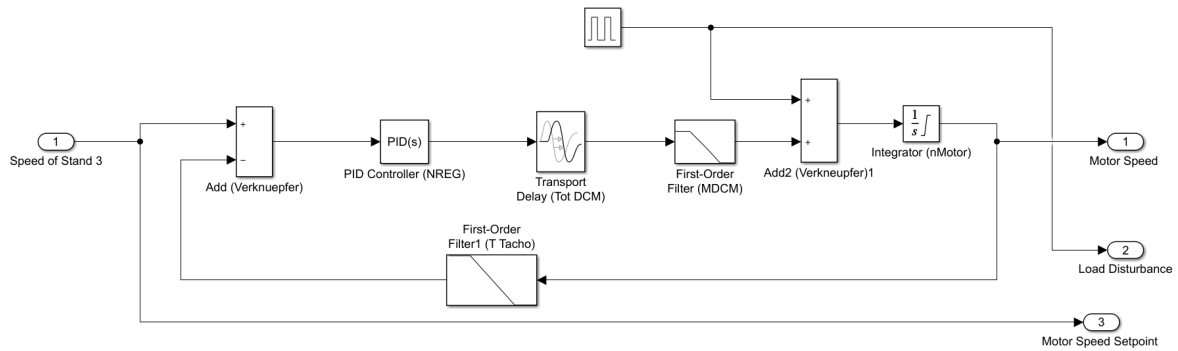 1
Speed of Stand 3
+
−
Add (Verknuepfer)
PID(s)
PID Controller (NREG)
Transport
Delay (Tot DCM)
First-Order
Filter (MDCM)
+
+
Add2 (Verkneupfer)1
1
s
Integrator (nMotor)
1
Motor Speed
First-Order
Filter1 (T Tacho)
2
Load Disturbance
3
Motor Speed Setpoint